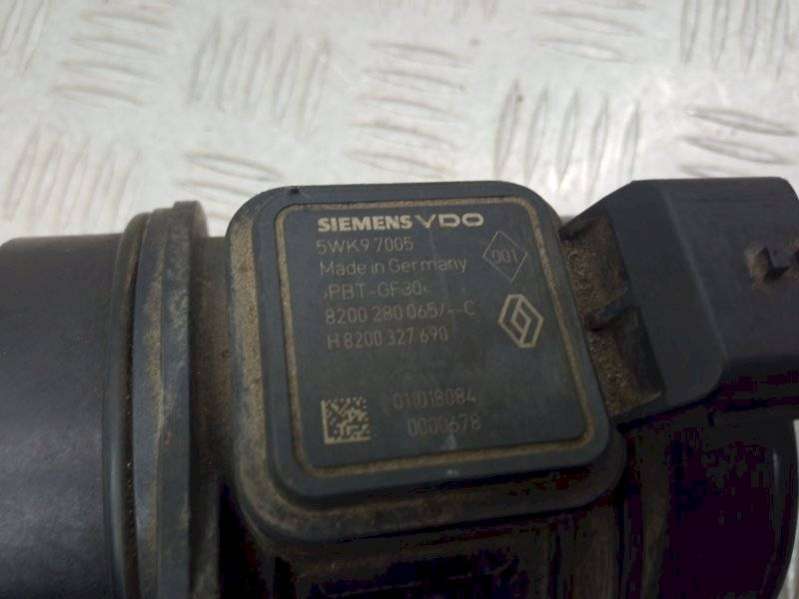 SIEMENS VDO
5WK9 7005
001
Made in Germany
›PBT-GF30‹
8200 280 065/--C
H 8200 327 690
01018084
0000678